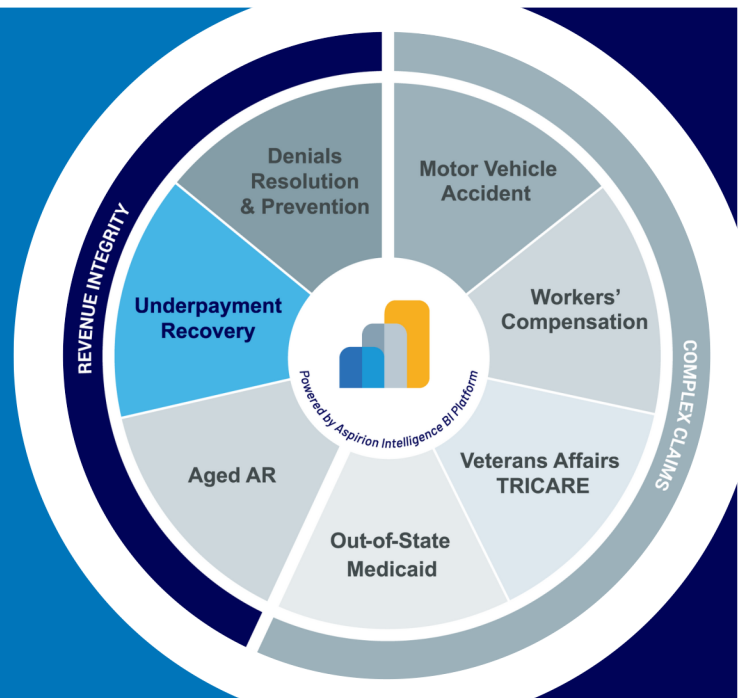 REVENUE INTEGRITY
COMPLEX CLAIMS
Denials
Resolution
& Prevention
Motor Vehicle
Accident
Underpayment
Recovery
Workers’
Compensation
Powered by Aspirion Intelligence BI Platform
Aged AR
Veterans Affairs
TRICARE
Out-of-State
Medicaid